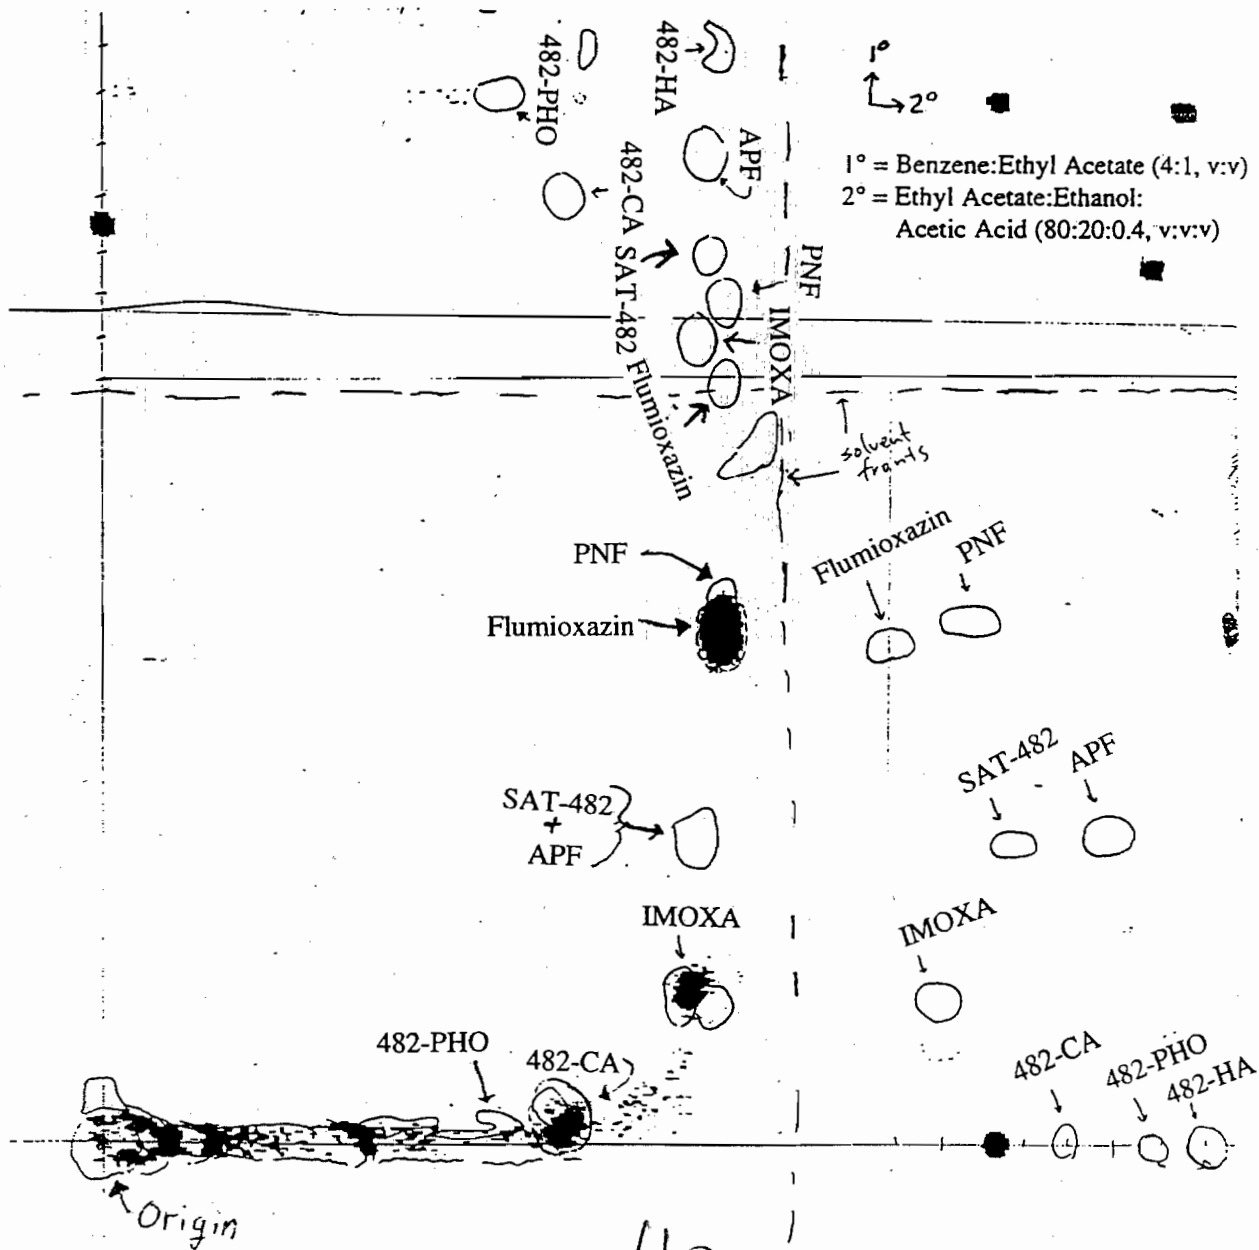 482-PHO
482-HA
1°
2°
APF
1° = Benzene:Ethyl Acetate (4:1, v:v)
2° = Ethyl Acetate:Ethanol:
Acetic Acid (80:20:0.4, v:v:v)
482-CA
SAT-482
PNF
IMOXA
Flumioxazin
solvent
fronts
PNF
Flumioxazin
Flumioxazin
PNF
SAT-482
+
APF
SAT-482
APF
IMOXA
IMOXA
482-PHO
482-CA
482-CA
482-PHO
482-HA
Origin